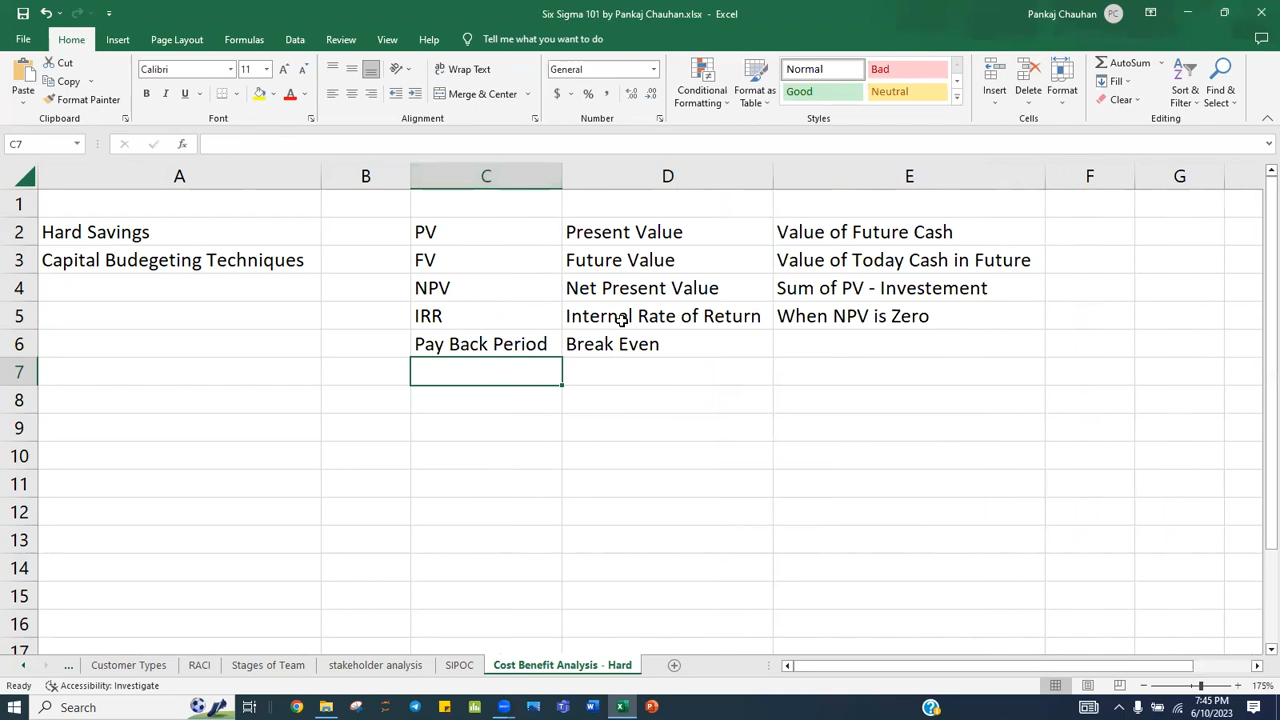 Six Sigma 101 by Pankaj Chauhan.xlsx - Excel
Pankaj Chauhan PC
File Home Insert Page Layout Formulas Data Review View Help Tell me what you want to do
Paste
Cut
Copy
Format Painter
Clipboard
Calibri 11
B I U A
Font
Wrap Text
Merge & Center
Alignment
General
$ % ,
Number
Conditional Formatting
Format as Table
Normal Bad
Good Neutral
Styles
Insert Delete Format
Cells
AutoSum
Fill
Clear
Sort & Filter
Find & Select
Editing
C7 fx
A B C D E F G
1
2 Hard Savings PV Present Value Value of Future Cash
3 Capital Budegeting Techniques FV Future Value Value of Today Cash in Future
4 NPV Net Present Value Sum of PV - Investement
5 IRR Internal Rate of Return When NPV is Zero
6 Pay Back Period Break Even
7
8
9
10
11
12
13
14
15
16
17
... Customer Types RACI Stages of Team stakeholder analysis SIPOC Cost Benefit Analysis - Hard
Ready Accessibility: Investigate 175%
Search 7:45 PM
6/10/2023